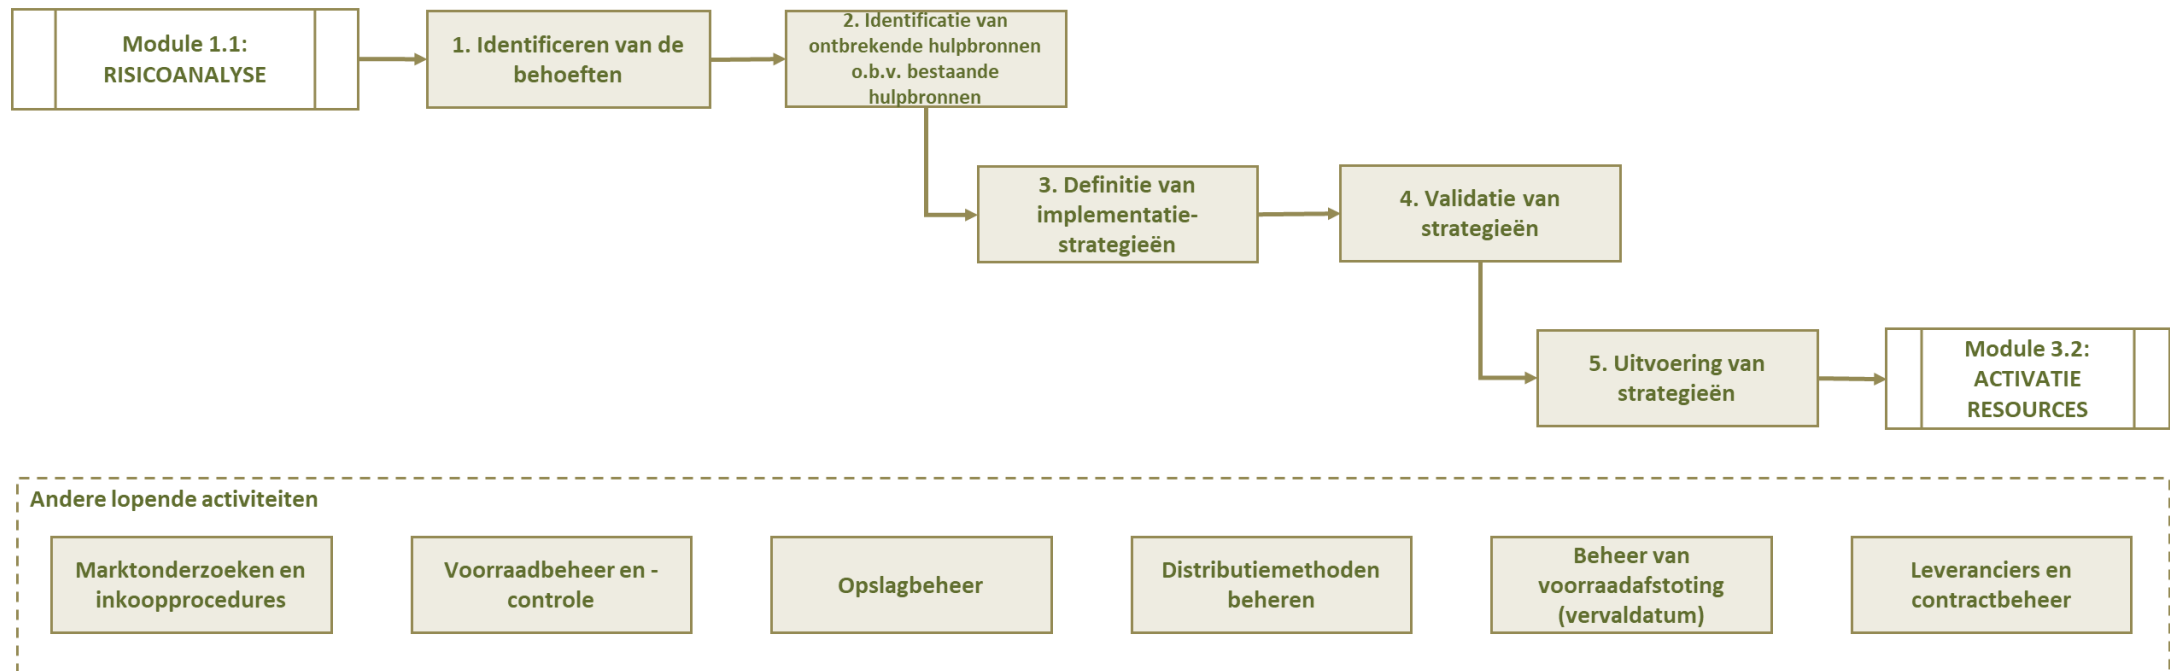 Module 1.1:
RISICOANALYSE
1. Identificeren van de
behoeften
2. Identificatie van
ontbrekende hulpbronnen
o.b.v. bestaande
hulpbronnen
3. Definitie van
implementatie-
strategieën
4. Validatie van
strategieën
5. Uitvoering van
strategieën
Module 3.2:
ACTIVATIE
RESOURCES
Andere lopende activiteiten
Marktonderzoeken en
inkoopprocedures
Voorraadbeheer en -
controle
Opslagbeheer
Distributiemethoden
beheren
Beheer van
voorraadafstoting
(vervaldatum)
Leveranciers en
contractbeheer